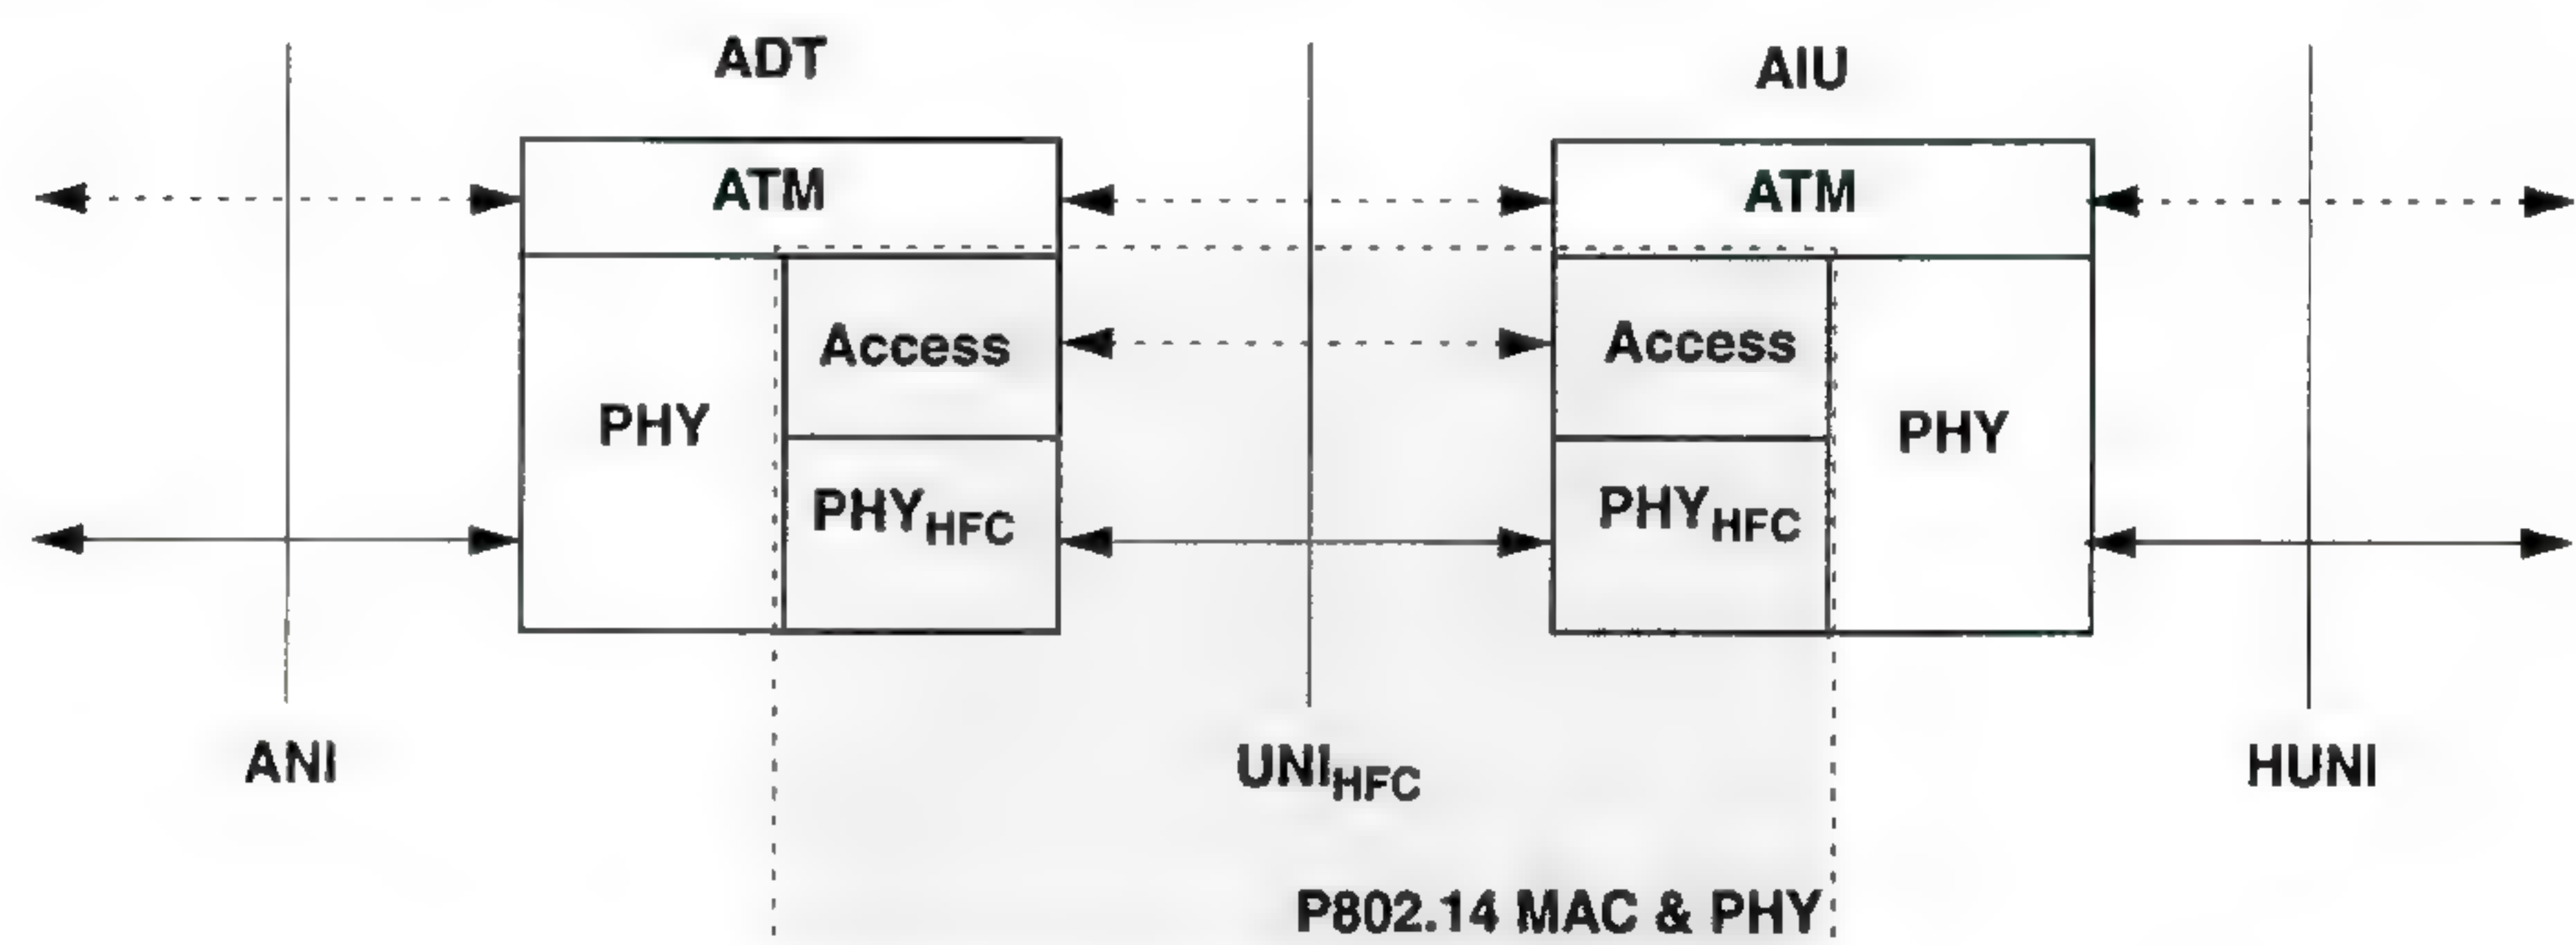 ADT
AIU
ATM
ATM
Access
Access
PHY
PHY
PHYHFC
PHYHFC
ANI
UNIHFC
HUNI
P802.14 MAC & PHY